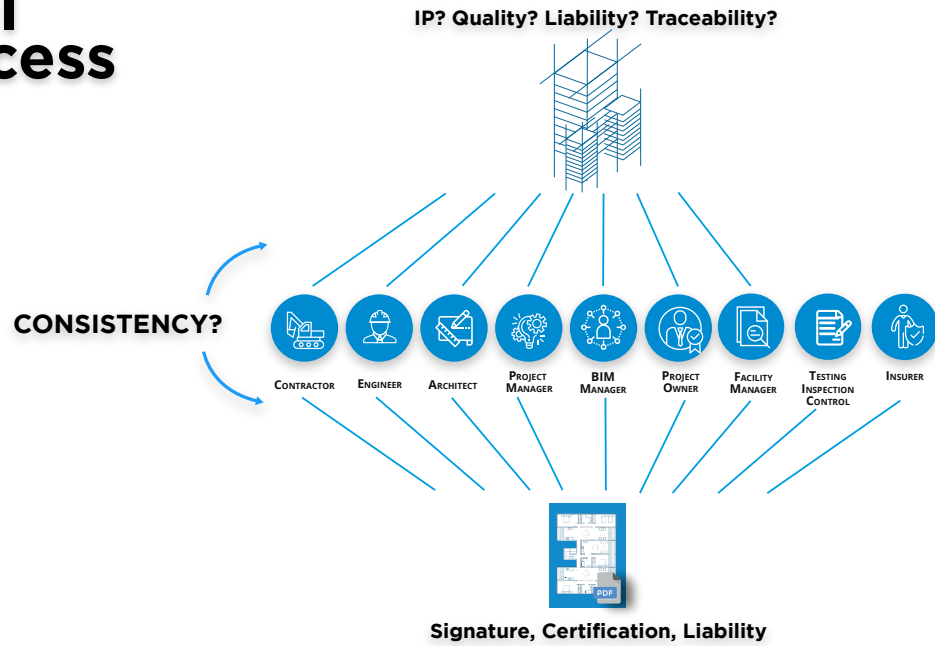 IP? Quality? Liability? Traceability?
cess
CONSISTENCY?
CONTRACTOR
ENGINEER
ARCHITECT
PROJECT
MANAGER
BIM
MANAGER
PROJECT
OWNER
FACILITY
MANAGER
TESTING
INSPECTION
CONTROL
INSURER
PDF
Signature, Certification, Liability